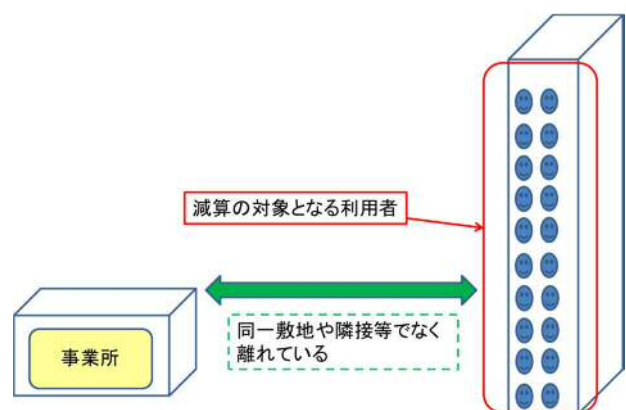 減算の対象となる利用者
同一敷地や隣接等でなく
離れている
事業所